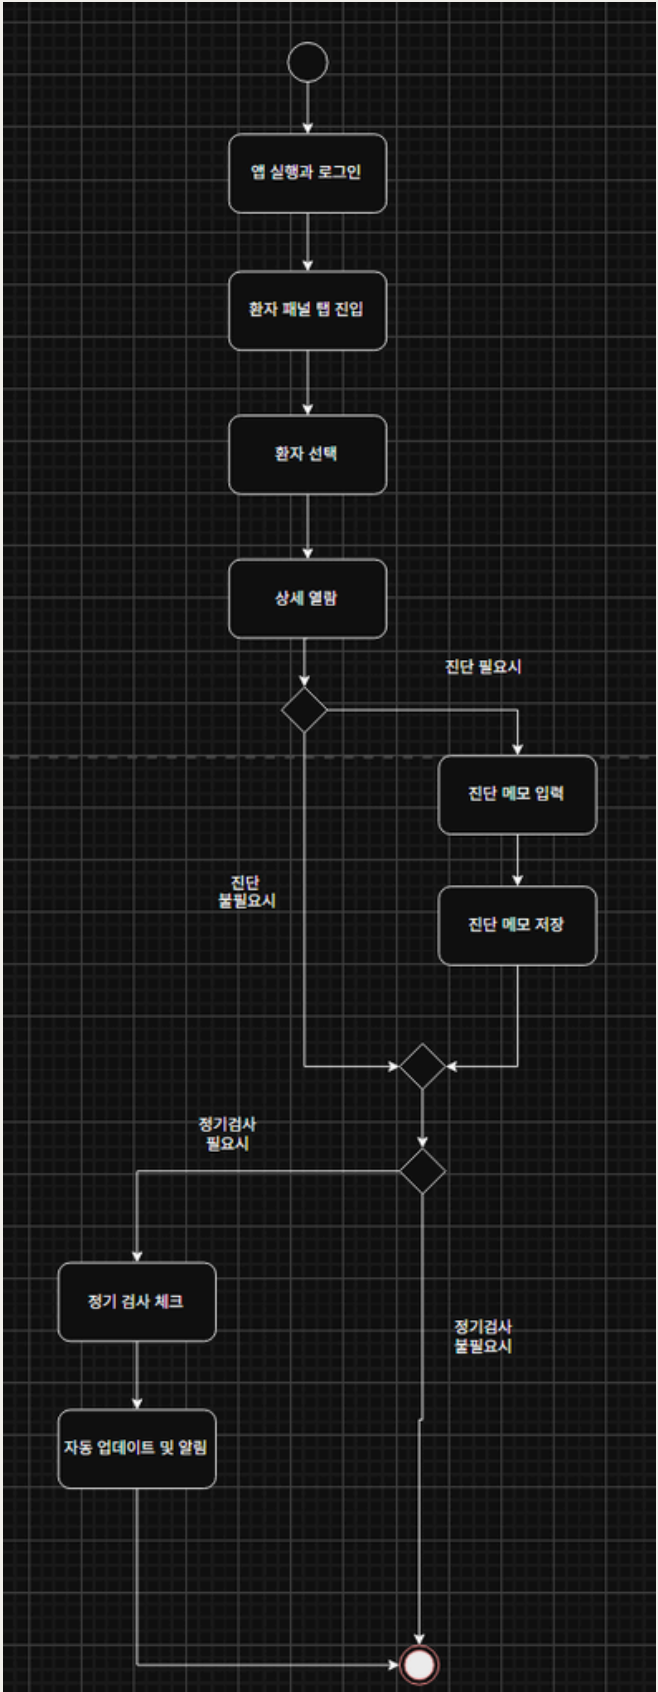 앱 실행과 로그인
환자 패널 탭 진입
환자 선택
상세 열람
진단 필요시
진단 메모 입력
진단
불필요시
진단 메모 저장
정기검사
필요시
정기 검사 체크
정기검사
불필요시
자동 업데이트 및 알림